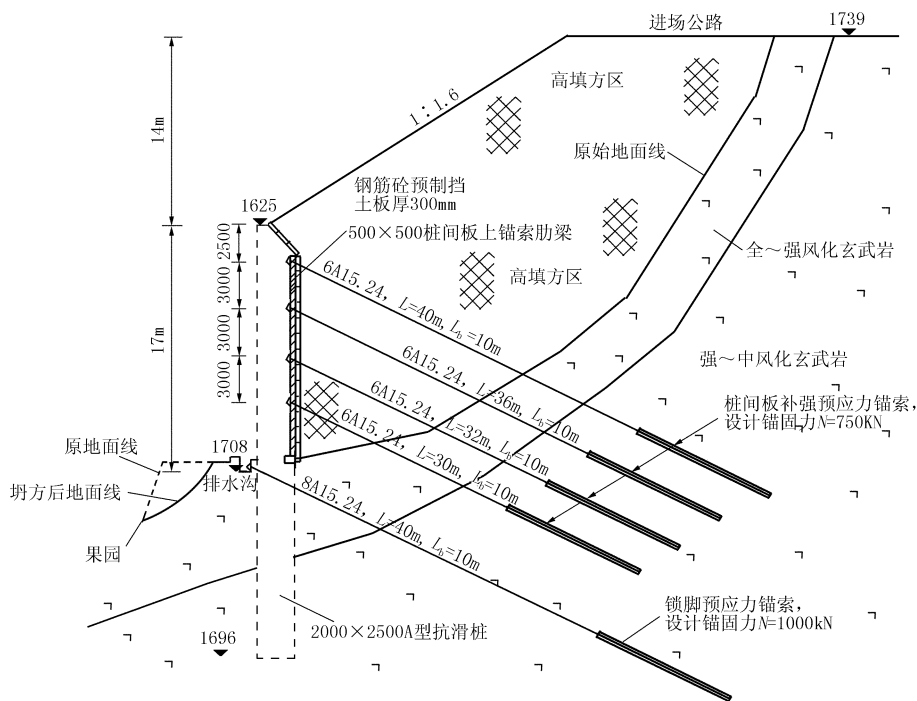 进场公路
1739
高填方区
1∶1.6
14m
原始地面线
钢筋砼预制挡
土板厚300mm
1625
500×500桩间板上锚索肋梁
全～强风化玄武岩
2500
6A15.24, L=40m, Lb=10m
高填方区
3000
17m
3000
6A15.24, L=36m, Lb=10m
强～中风化玄武岩
3000
6A15.24, L=32m, Lb=10m
桩间板补强预应力锚索，
设计锚固力N=750KN
6A15.24, L=30m, Lb=10m
原地面线
1708
排水沟
坍方后地面线
8A15.24, L=40m, Lb=10m
果园
锁脚预应力锚索，
设计锚固力N=1000kN
2000×2500A型抗滑桩
1696